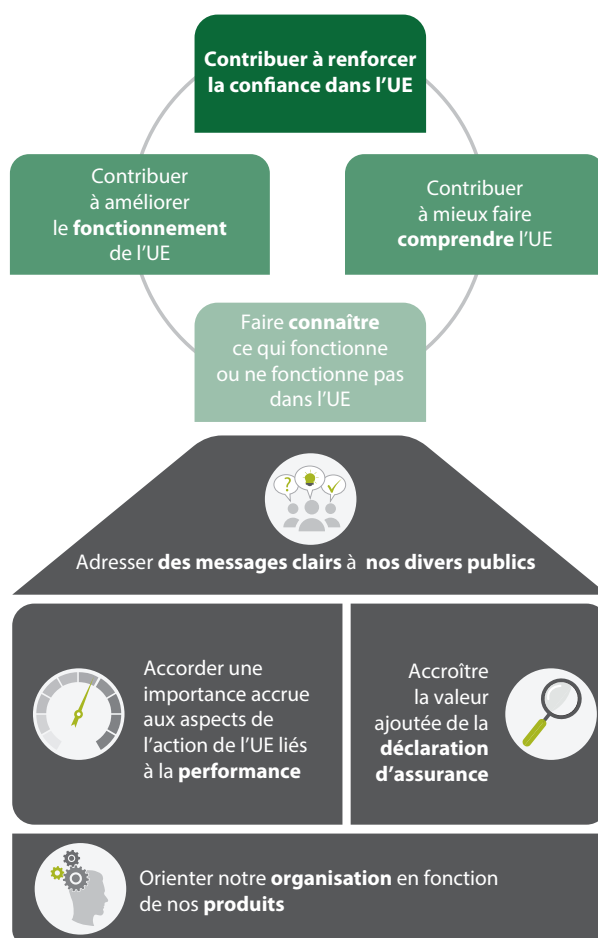 Contribuer à renforcer
la confiance dans l’UE
Contribuer
à améliorer
le fonctionnement
de l’UE
Contribuer
à mieux faire
comprendre l’UE
Faire connaître
ce qui fonctionne
ou ne fonctionne pas
dans l’UE
?
Adresser des messages clairs à nos divers publics
Accorder une
importance accrue
aux aspects de
l’action de l’UE liés
à la performance
Accroître
la valeur
ajoutée de la
déclaration
d’assurance
Orienter notre organisation en fonction
de nos produits